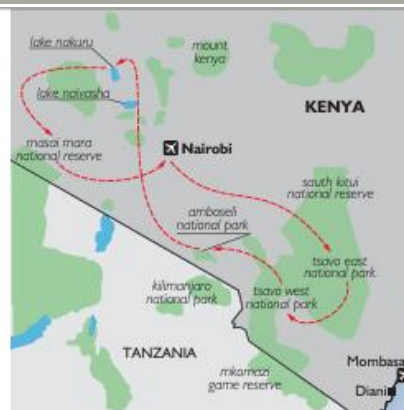 lake nakuru
mount
kenya
lake naivasha
KENYA
masai mara
national reserve
Nairobi
south kitui
national reserve
amboseli
national park
tsavo east
national park
kilimanjaro
national park
tsavo west
national park
TANZANIA
mkomazi
game reserve
Mombasa
Diani